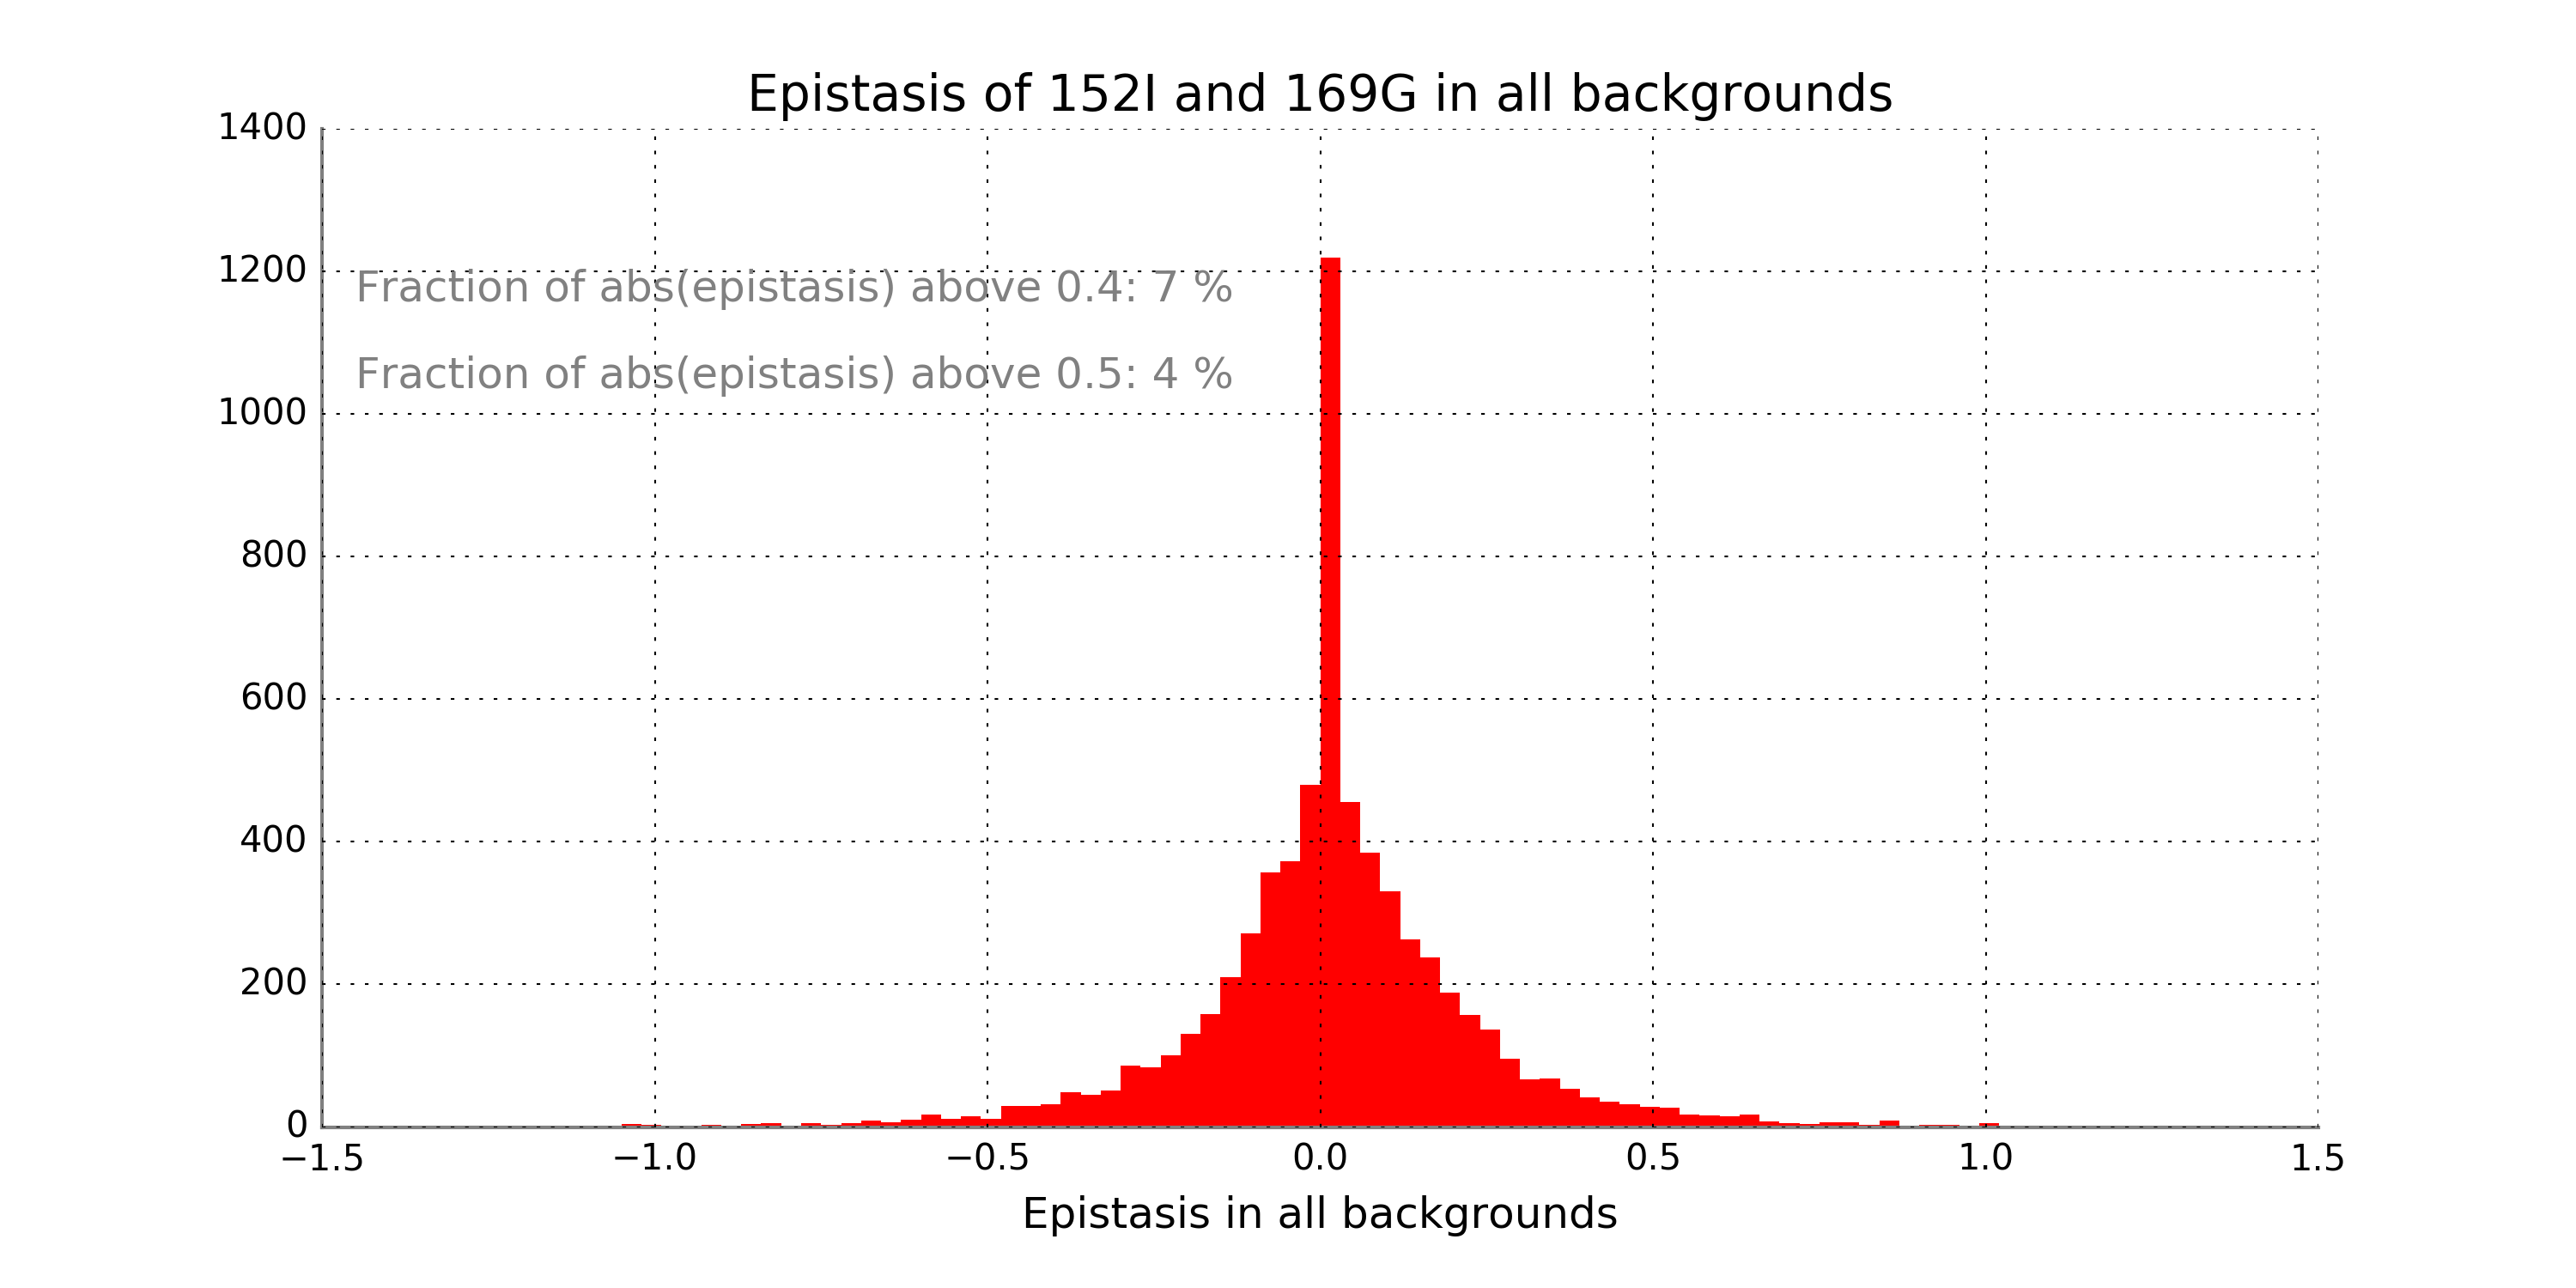 Epistasis of 152I and 169G in all backgrounds
1400
1200
Fraction of abs(epistasis) above 0.4: 7 %
Fraction of abs(epistasis) above 0.5: 4 %
1000
800
600
400
200
0
−1.5 −1.0 −0.5 0.0 0.5 1.0 1.5
Epistasis in all backgrounds